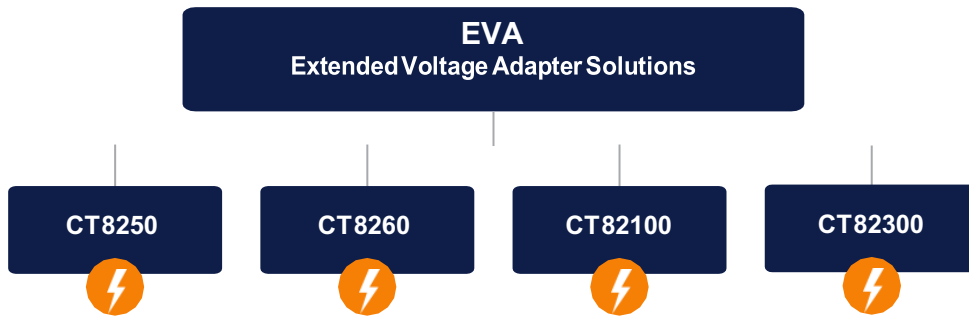 EVA
Extended Voltage Adapter Solutions
CT8250
CT8260
CT82100
CT82300